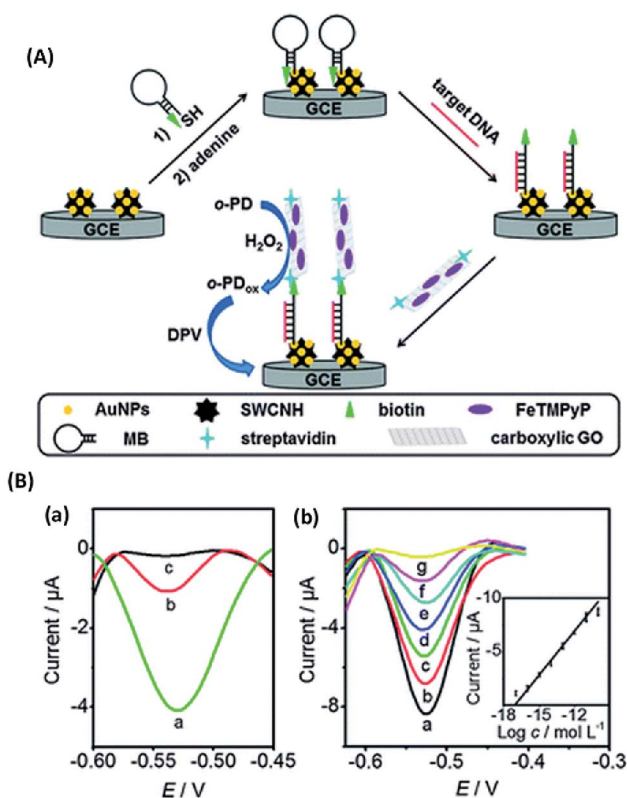 (A)
1)
SH
2) adenine
GCE
target DNA
GCE
GCE
o-PD
H2O2
o-PDox
DPV
GCE
AuNPs
SWCNH
biotin
FeTMPyP
MB
streptavidin
carboxylic GO
(B)
(a)
0
-2
-4
Current / μA
c
b
a
-0.60 -0.55 -0.50 -0.45
E / V
(b)
0
-4
-8
Current / μA
g
f
e
d
c
b
a
-0.6 -0.5 -0.4 -0.3
E / V
-10
-5
Current / μA
-18 -15 -12
Log c / mol L-1